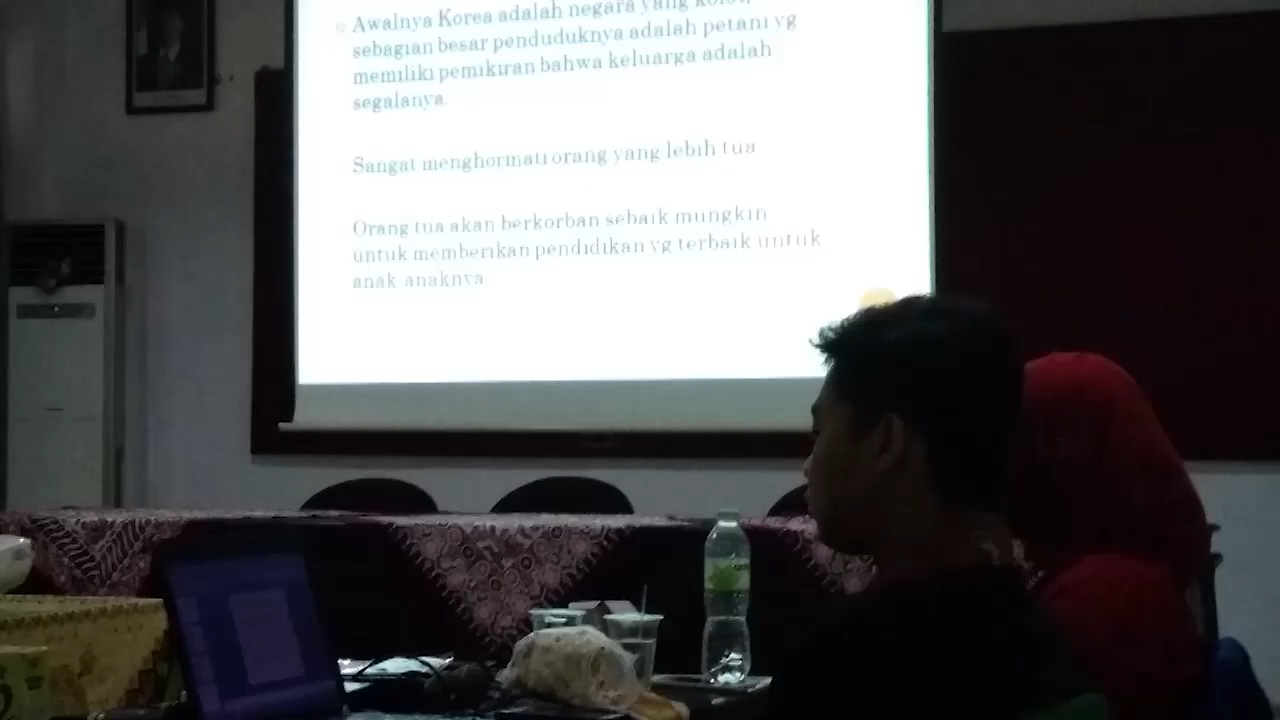 Awalnya Korea adalah negara yang
sebagian besar penduduknya adalah petani yg
memiliki pemikiran bahwa keluarga adalah
segalanya.
Sangat menghormati orang yang lebih tua
Orang tua akan berkorban sebaik mungkin
untuk memberikan pendidikan yg terbaik untuk
anak anaknya